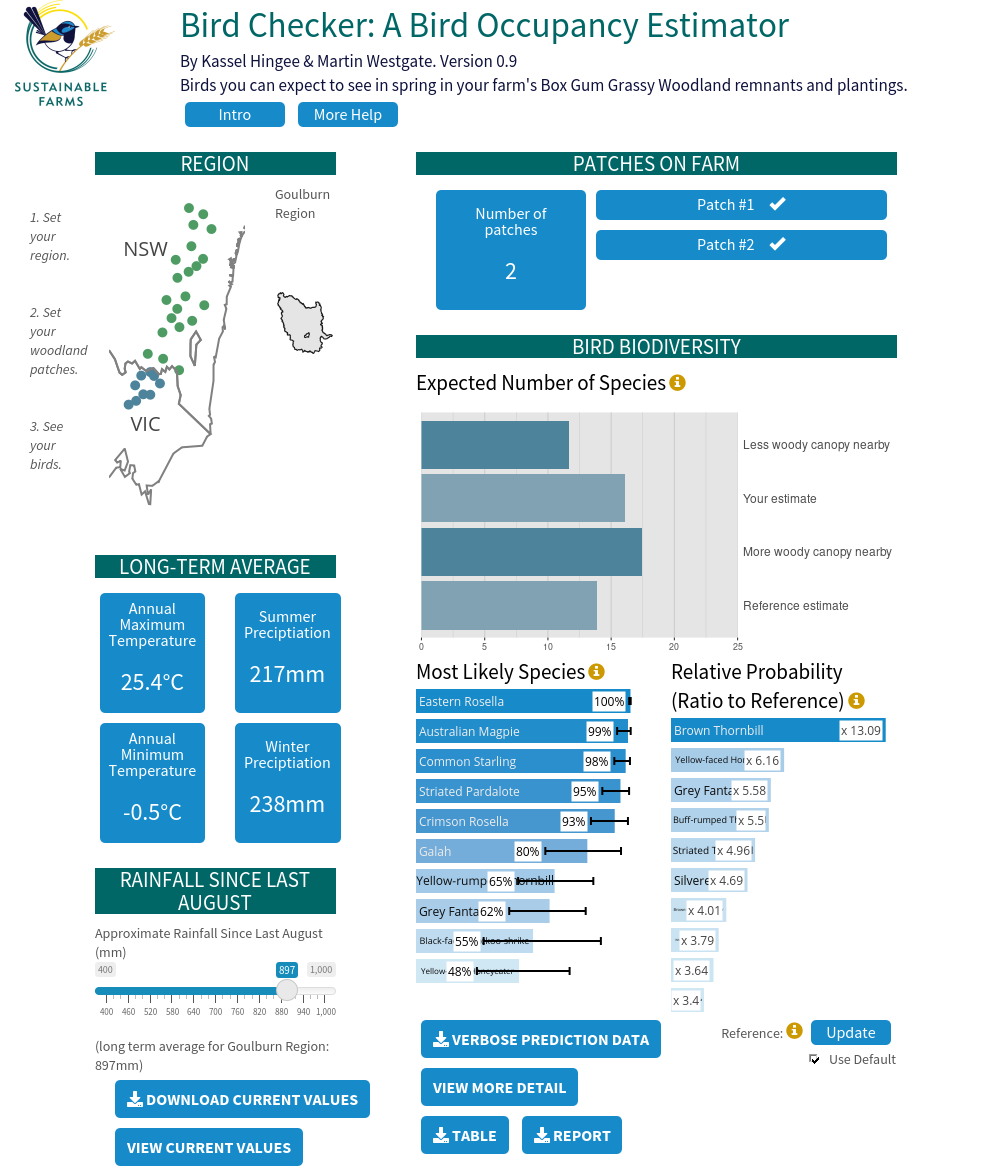 SUSTAINABLE
FARMS
Bird Checker: A Bird Occupancy Estimator
By Kassel Hingee & Martin Westgate. Version 0.9
Birds you can expect to see in spring in your farm's Box Gum Grassy Woodland remnants and plantings.
Intro
More Help
REGION
1. Set
your
region.
2. Set
your
woodland
patches.
3. See
your
birds.
NSW
VIC
Goulburn
Region
PATCHES ON FARM
Number of
patches
2
Patch #1
Patch #2
BIRD BIODIVERSITY
Expected Number of Species
Less woody canopy nearby
Your estimate
More woody canopy nearby
Reference estimate
0 5 10 15 20 25
LONG-TERM AVERAGE
Annual
Maximum
Temperature
25.4°C
Summer
Preciptiation
217mm
Annual
Minimum
Temperature
-0.5°C
Winter
Preciptiation
238mm
RAINFALL SINCE LAST
AUGUST
Approximate Rainfall Since Last August
(mm)
400 897 1,000
400 460 520 580 640 700 760 820 880 940 1,000
(long term average for Goulburn Region:
897mm)
DOWNLOAD CURRENT VALUES
VIEW CURRENT VALUES
Most Likely Species
Eastern Rosella 100%
Australian Magpie 99%
Common Starling 98%
Striated Pardalote 95%
Crimson Rosella 93%
Galah 80%
Yellow-rump 65% ornbill
Grey Fanta 62%
Black-fa 55% koo-shrike
Yellow- 48% neyeater
Relative Probability
(Ratio to Reference)
Brown Thornbill x 13.09
Yellow-faced Ho x 6.16
Grey Fanta x 5.58
Buff-rumped T x 5.5
Striated T x 4.96
Silvere x 4.69
x 4.01
x 3.79
x 3.64
x 3.4
Reference:
Update
Use Default
VERBOSE PREDICTION DATA
VIEW MORE DETAIL
TABLE
REPORT